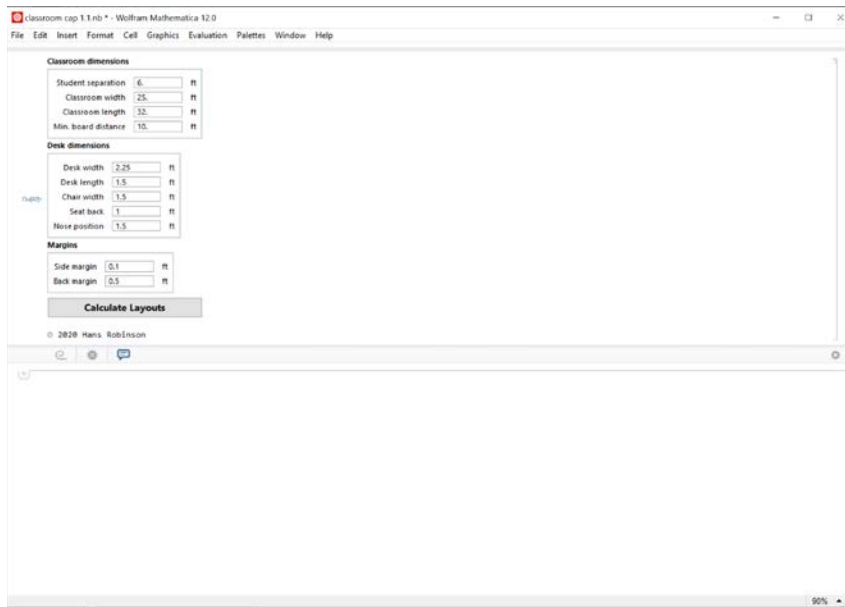 classroom cap 1.1.nb * - Wolfram Mathematica 12.0
File Edit Insert Format Cell Graphics Evaluation Palettes Window Help
Classroom dimensions
Student separation 6. ft
Classroom width 25. ft
Classroom length 32. ft
Min. board distance 10. ft
Desk dimensions
Desk width 2.25 ft
Desk length 1.5 ft
Chair width 1.5 ft
Seat back 1 ft
Nose position 1.5 ft
Margins
Side margin 0.1 ft
Back margin 0.5 ft
Calculate Layouts
© 2020 Hans Robinson
90%